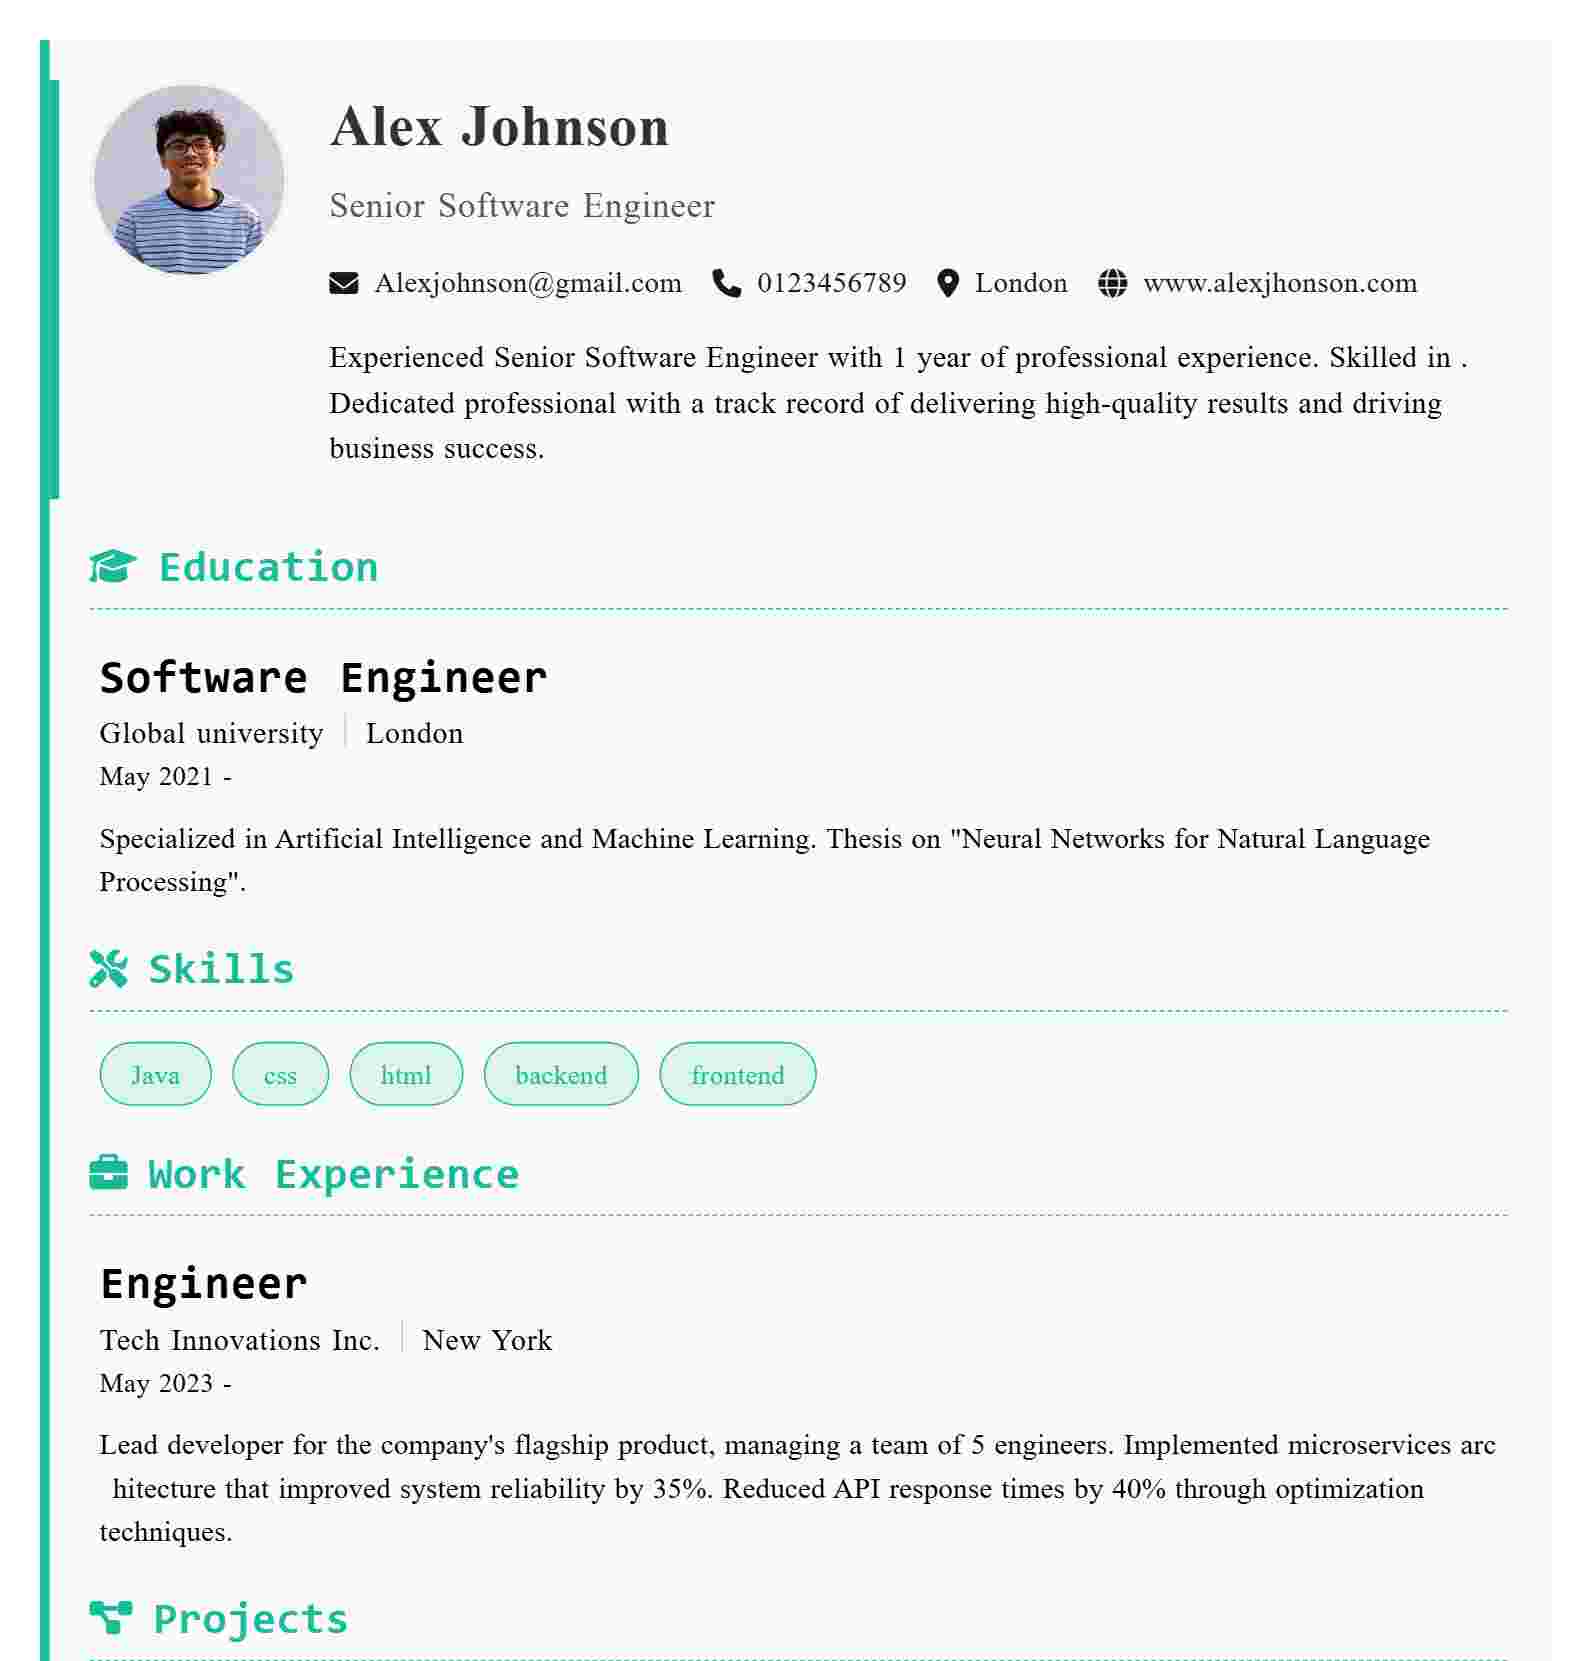 Alex Johnson
Senior Software Engineer
Alexjohnson@gmail.com 0123456789 London www.alexjhonson.com
Experienced Senior Software Engineer with 1 year of professional experience. Skilled in .
Dedicated professional with a track record of delivering high-quality results and driving
business success.
Education
Software Engineer
Global university London
May 2021 -
Specialized in Artificial Intelligence and Machine Learning. Thesis on "Neural Networks for Natural Language
Processing".
Skills
Java css html backend frontend
Work Experience
Engineer
Tech Innovations Inc. New York
May 2023 -
Lead developer for the company's flagship product, managing a team of 5 engineers. Implemented microservices arc
hitecture that improved system reliability by 35%. Reduced API response times by 40% through optimization
techniques.
Projects